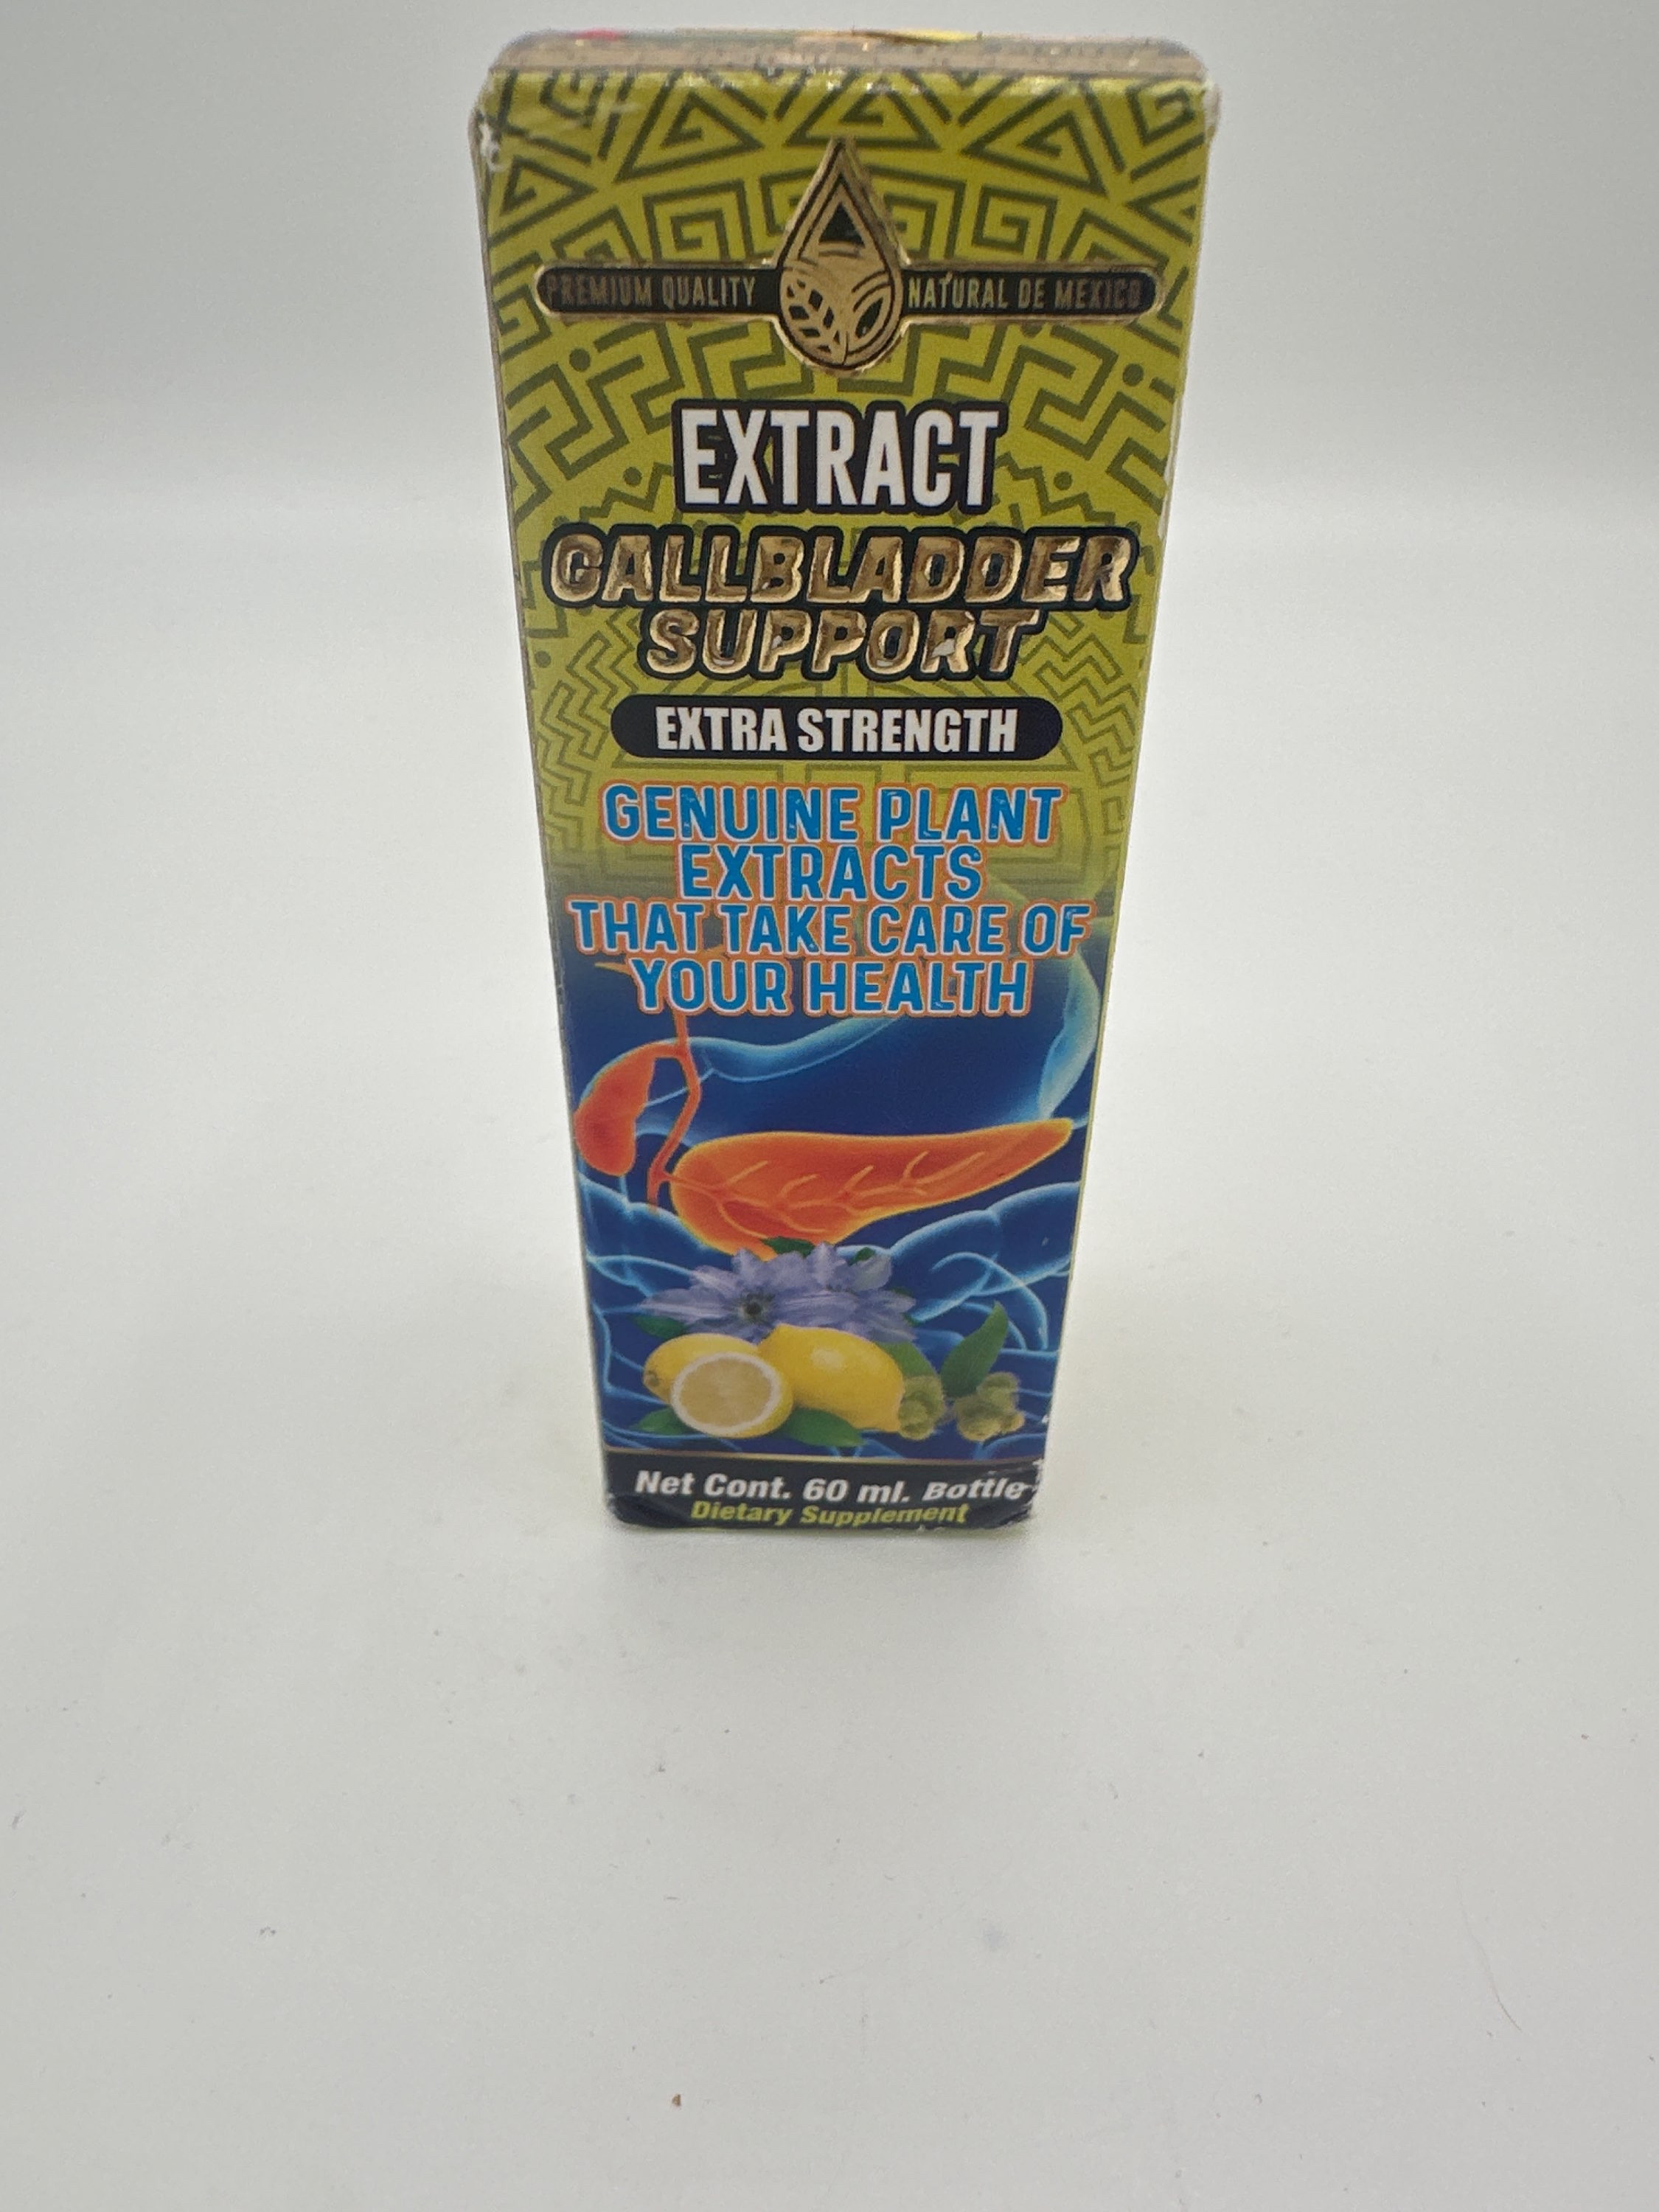 PREMIUM QUALITY NATURAL DE MEXICO
EXTRACT
GALLBLADDER
SUPPORT
EXTRA STRENGTH
GENUINE PLANT
EXTRACTS
THAT TAKE CARE OF
YOUR HEALTH
Net Cont. 60 ml. Bottle
Dietary Supplement